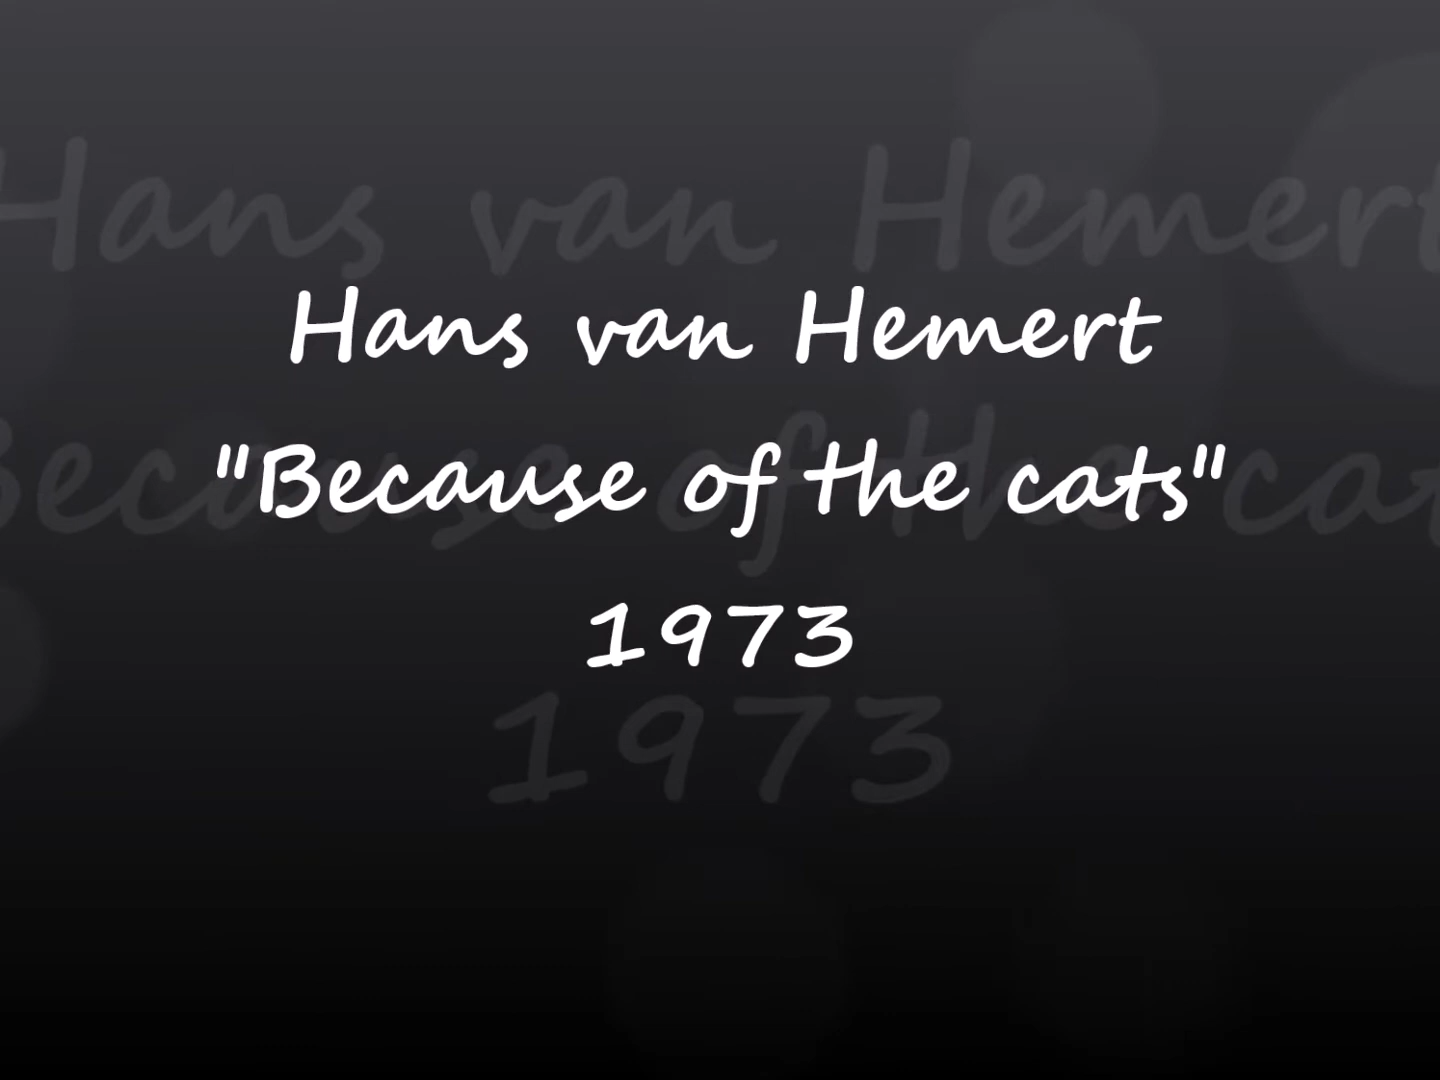 Hans van Hemert
"Because of the cats"
1973